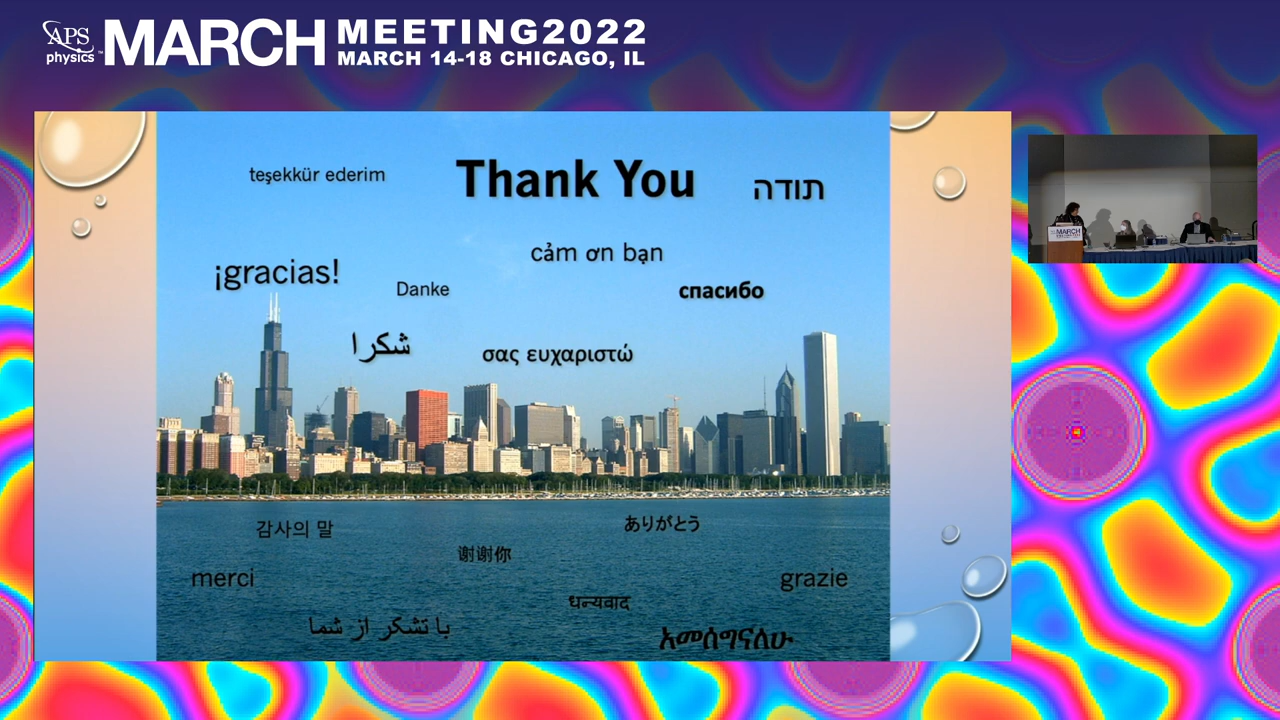 APS
physics
MARCH
MEETING2022
MARCH 14-18 CHICAGO, IL
teşekkür ederim
Thank You
תודה
cảm ơn bạn
¡gracias!
Danke
спасибо
شكرا
σας ευχαριστώ
감사의 말
ありがとう
谢谢你
merci
grazie
धन्यवाद
با تشکر از شما
አመሰግናለሁ
MARCH